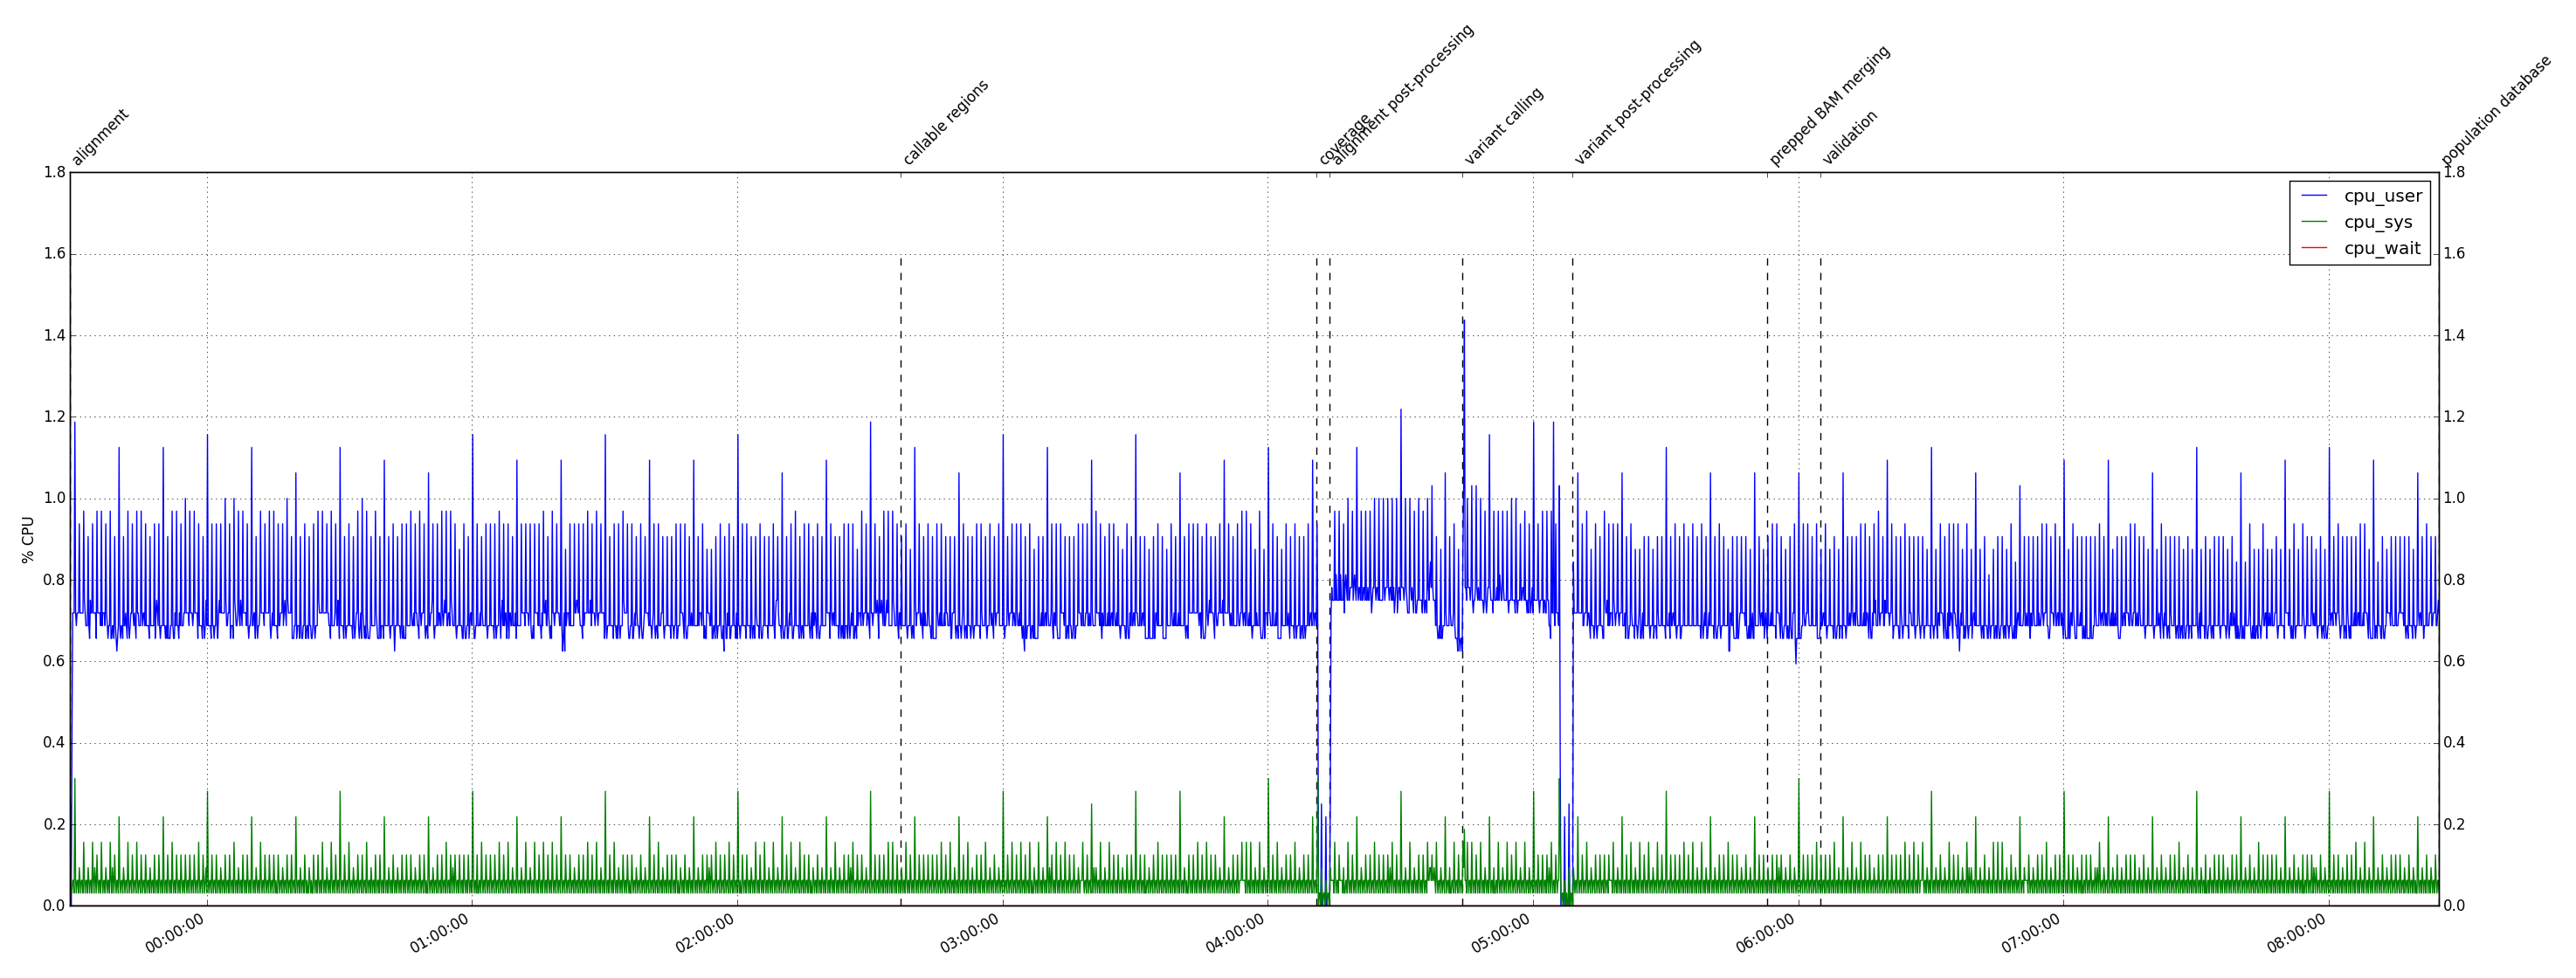 alignment
callable regions
coverage
alignment post-processing
variant calling
variant post-processing
prepped BAM merging
validation
population database
1.8
1.6
1.4
1.2
1.0
0.8
0.6
0.4
0.2
0.0
% CPU
1.8
1.6
1.4
1.2
1.0
0.8
0.6
0.4
0.2
0.0
cpu_user
cpu_sys
cpu_wait
00:00:00
01:00:00
02:00:00
03:00:00
04:00:00
05:00:00
06:00:00
07:00:00
08:00:00